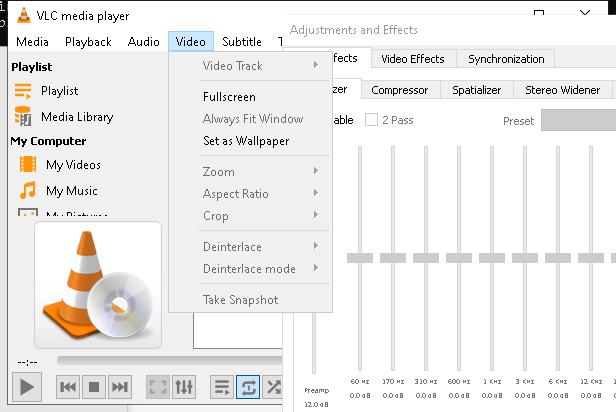 VLC media player
Media Playback Audio Video Subtitle
Playlist
Playlist
Media Library
My Computer
My Videos
My Music
My Pictures
--:--
Video Track
Fullscreen
Always Fit Window
Set as Wallpaper
Zoom
Aspect Ratio
Crop
Deinterlace
Deinterlace mode
Take Snapshot
Adjustments and Effects
Video Effects Synchronization
Compressor Spatializer Stereo Widener
2 Pass Preset
Preamp 60 Hz 170 Hz 310 Hz 600 Hz 1 KHz 3 KHz 6 KHz 12 KHz
12.0 dB 0.0 dB 0.0 dB 0.0 dB 0.0 dB 0.0 dB 0.0 dB 0.0 dB 0.0 dB